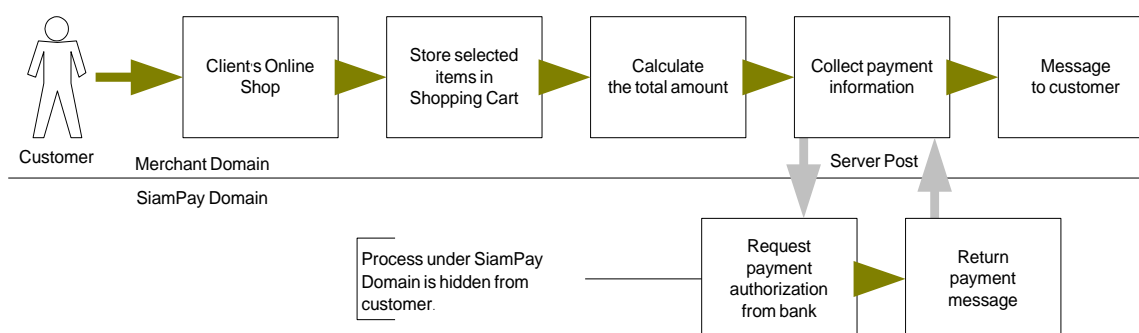 Client's Online
Shop
Store selected
items in
Shopping Cart
Calculate
the total amount
Collect payment
information
Message
to customer
Customer
Merchant Domain
Server Post
SiamPay Domain
Process under SiamPay
Domain is hidden from
customer.
Request
payment
authorization
from bank
Return
payment
message